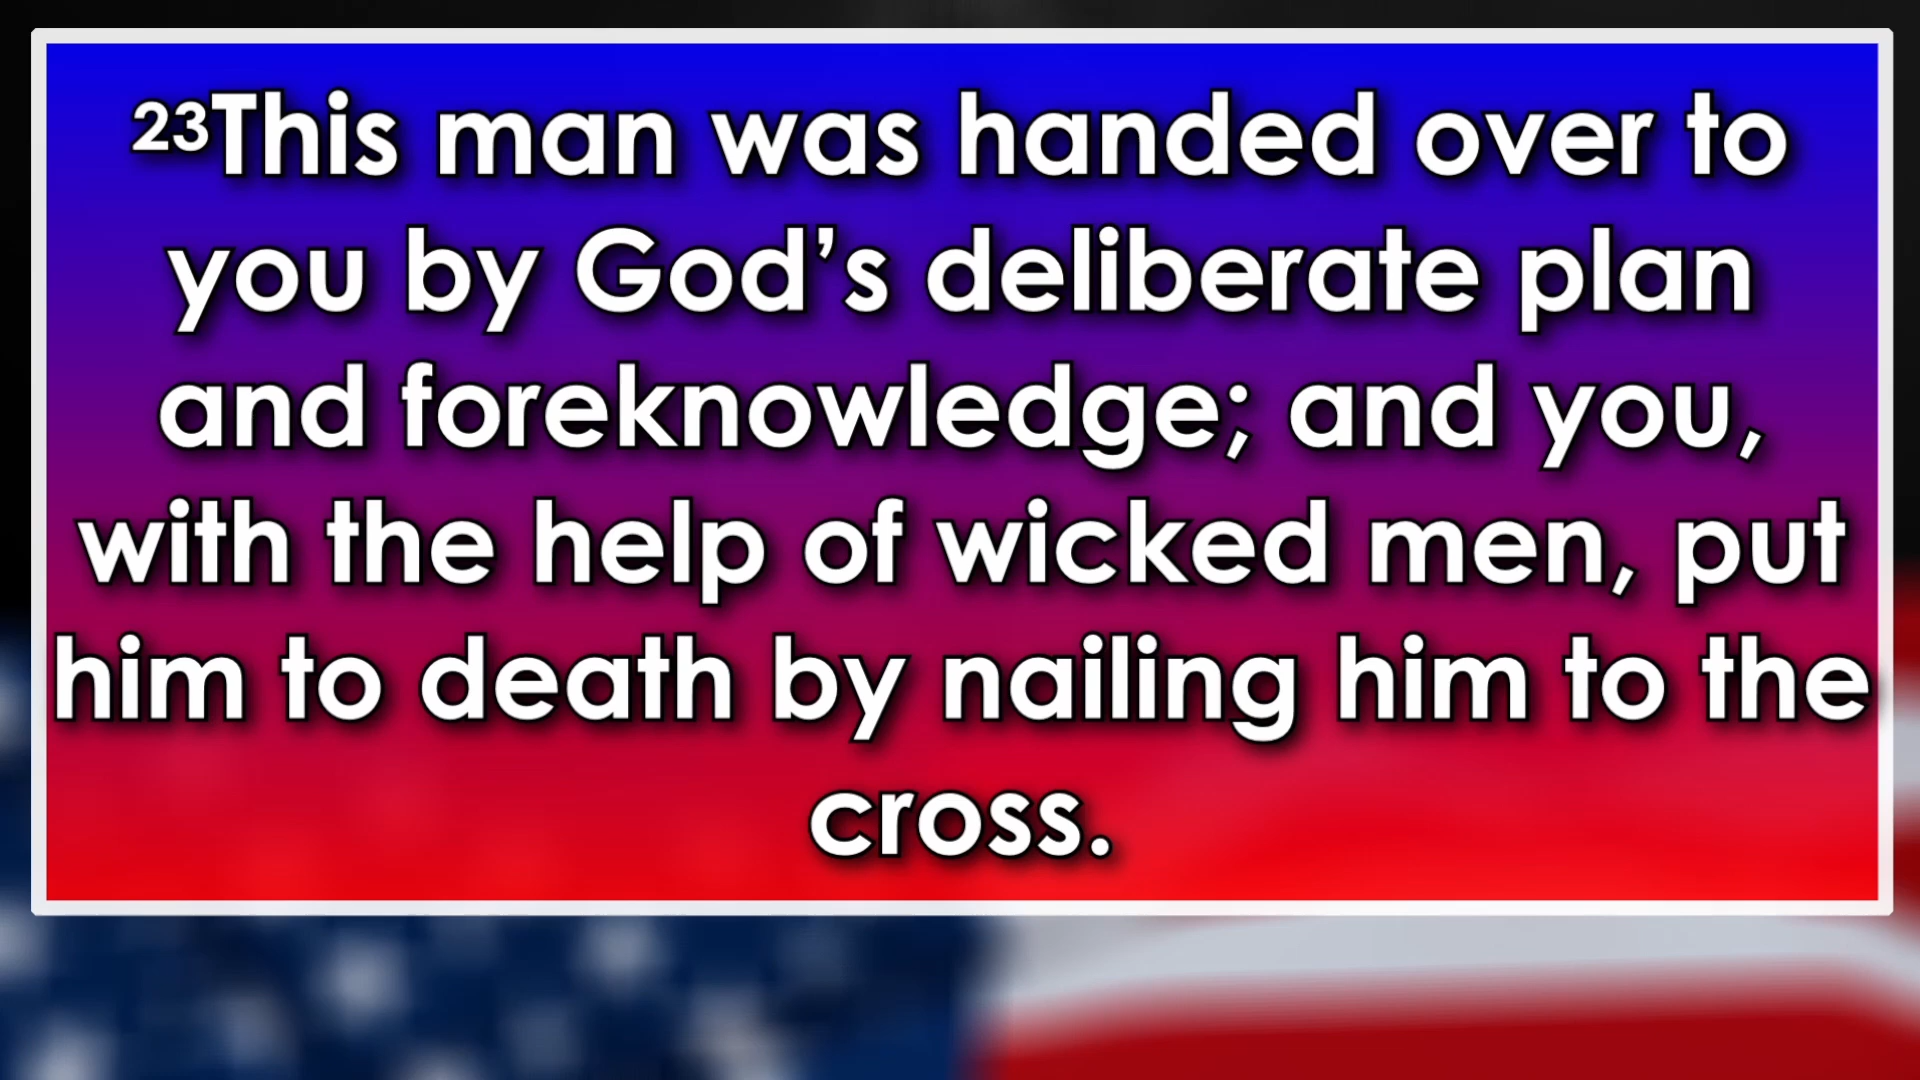 ²³This man was handed over to
you by God’s deliberate plan
and foreknowledge; and you,
with the help of wicked men, put
him to death by nailing him to the
cross.